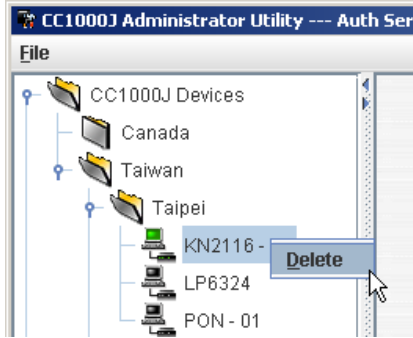 CC1000J Administrator Utility --- Auth Ser
File
CC1000J Devices
Canada
Taiwan
Taipei
KN2116 -
Delete
LP6324
PON - 01